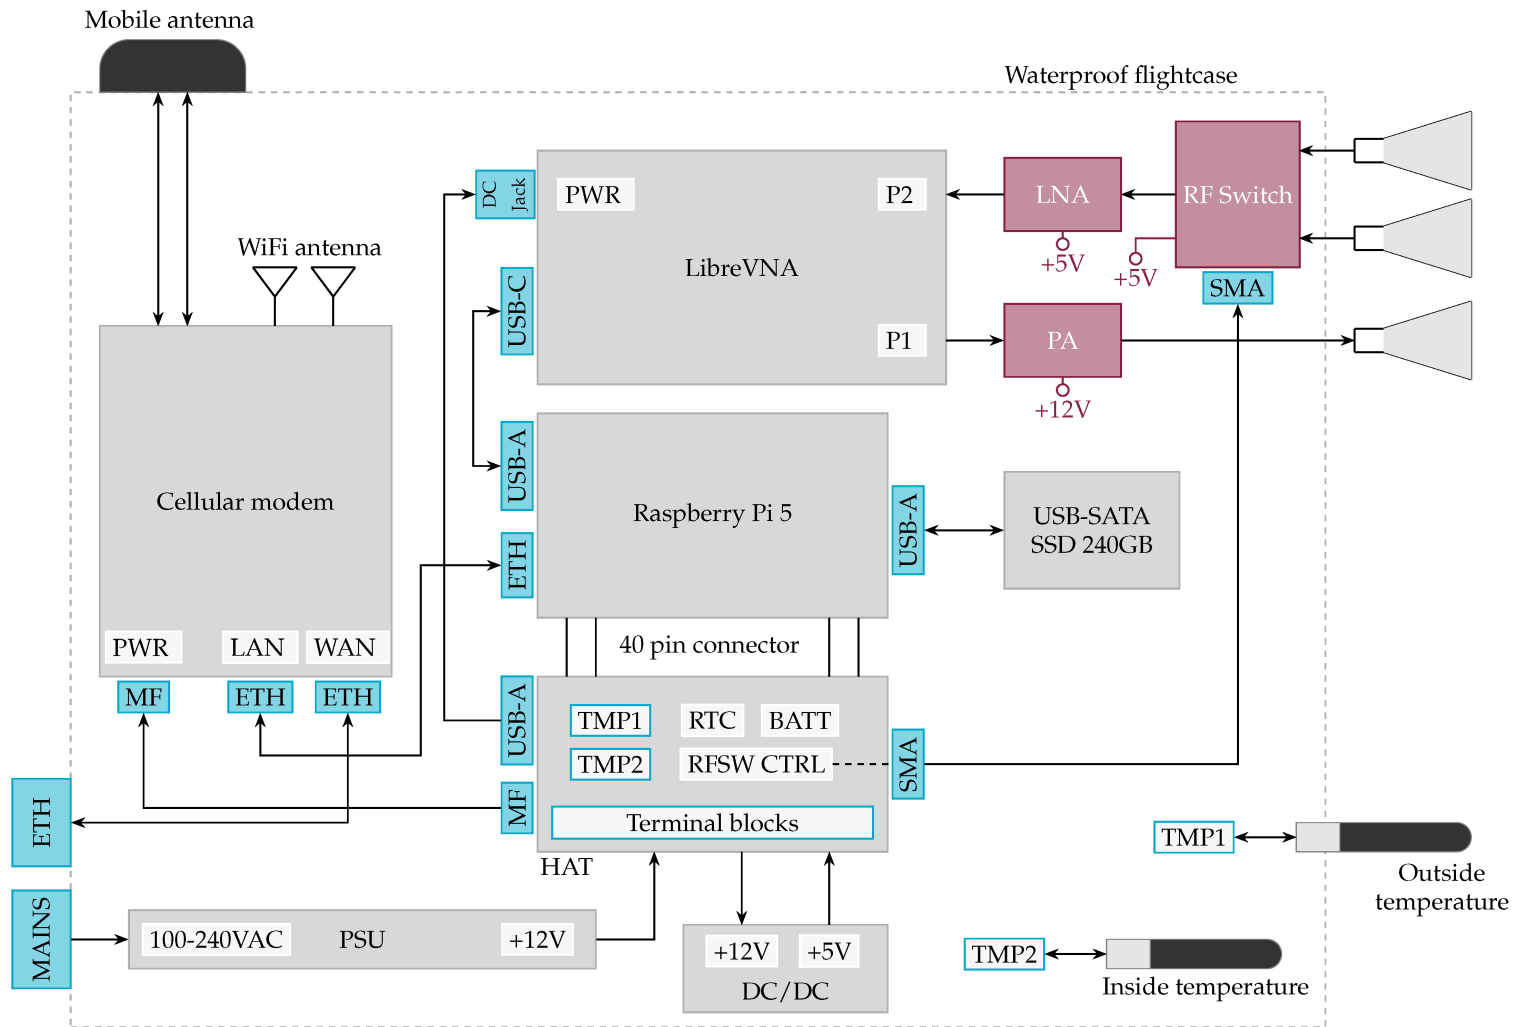 Mobile antenna
Waterproof flightcase
DC
Jack
PWR
P2
LNA
RF Switch
+5V
+5V
SMA
WiFi antenna
LibreVNA
USB-C
P1
PA
+12V
USB-A
Cellular modem
Raspberry Pi 5
USB-A
USB-SATA
SSD 240GB
ETH
PWR
LAN
WAN
40 pin connector
MF
ETH
ETH
USB-A
TMP1
RTC
BATT
TMP2
RFSW CTRL
SMA
MF
Terminal blocks
ETH
HAT
TMP1
Outside
temperature
MAINS
100-240VAC
PSU
+12V
+12V
+5V
DC/DC
TMP2
Inside temperature